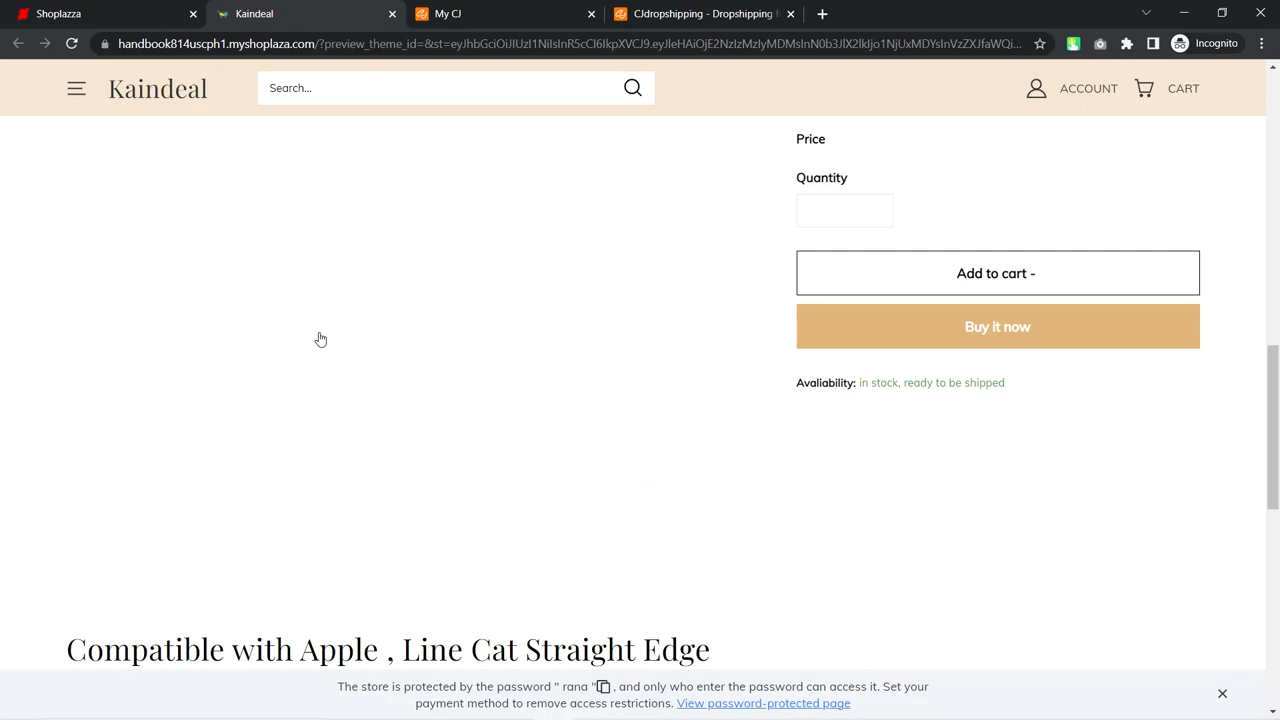 Shoplazza
Kaindeal
My CJ
CJdropshipping - Dropshipping f
handbook814uscph1.myshoplaza.com/?preview_theme_id=&st=
Incognito
Kaindeal
Search...
ACCOUNT
CART
Price
Quantity
Add to cart -
Buy it now
Avaliability: in stock, ready to be shipped
Compatible with Apple , Line Cat Straight Edge
The store is protected by the password " rana " , and only who enter the password can access it. Set your
payment method to remove access restrictions. View password-protected page